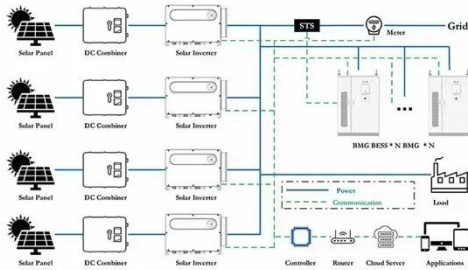 STS
Meter
Grid
Solar Panel
DC Combiner
Solar Inverter
Solar Panel
DC Combiner
Solar Inverter
BMG BESS * N BMG * N
Solar Panel
DC Combiner
Solar Inverter
Power
Communication
Load
Solar Panel
DC Combiner
Solar Inverter
Controller
Router
Cloud Server
Applications